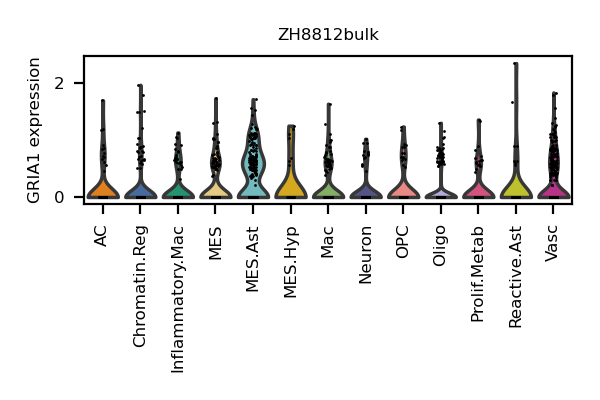 ZH8812bulk
GRIA1 expression
2
0
AC
Chromatin.Reg
Inflammatory.Mac
MES
MES.Ast
MES.Hyp
Mac
Neuron
OPC
Oligo
Prolif.Metab
Reactive.Ast
Vasc